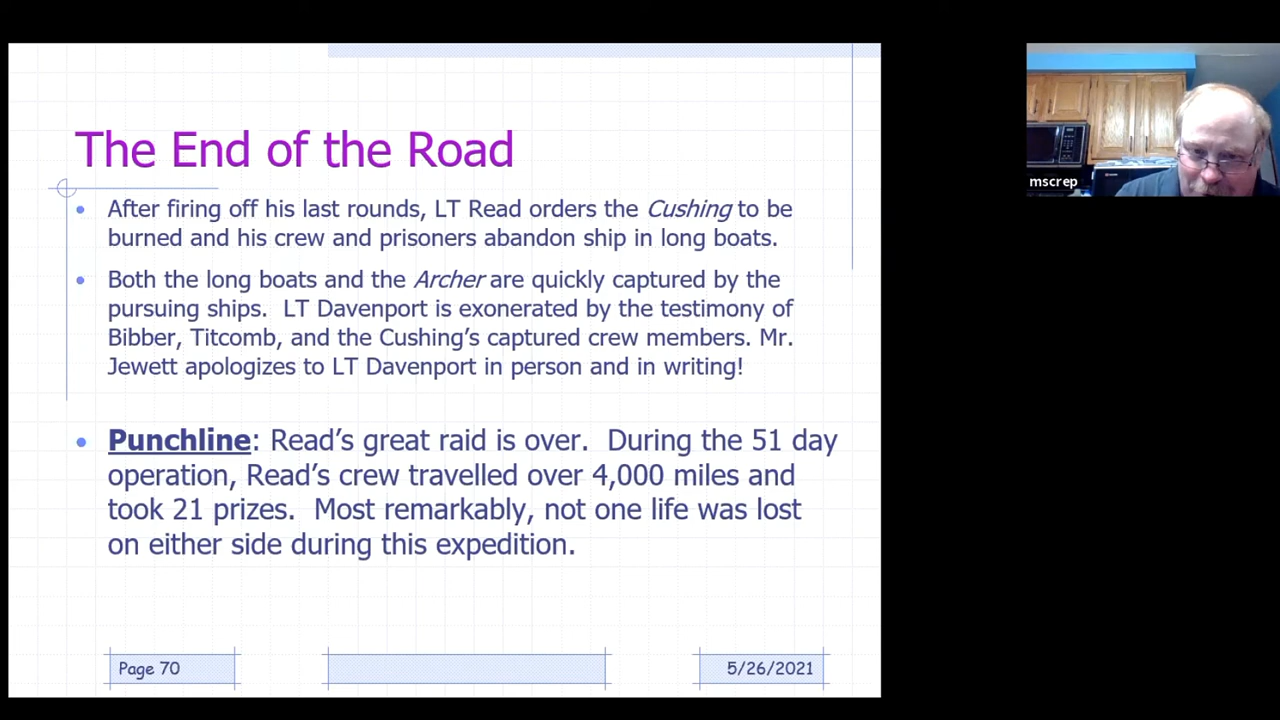 The End of the Road
After firing off his last rounds, LT Read orders the Cushing to be
burned and his crew and prisoners abandon ship in long boats.
Both the long boats and the Archer are quickly captured by the
pursuing ships.  LT Davenport is exonerated by the testimony of
Bibber, Titcomb, and the Cushing's captured crew members. Mr.
Jewett apologizes to LT Davenport in person and in writing!
Punchline: Read's great raid is over.  During the 51 day
operation, Read's crew travelled over 4,000 miles and
took 21 prizes.  Most remarkably, not one life was lost
on either side during this expedition.
Page 70
5/26/2021
mscrep